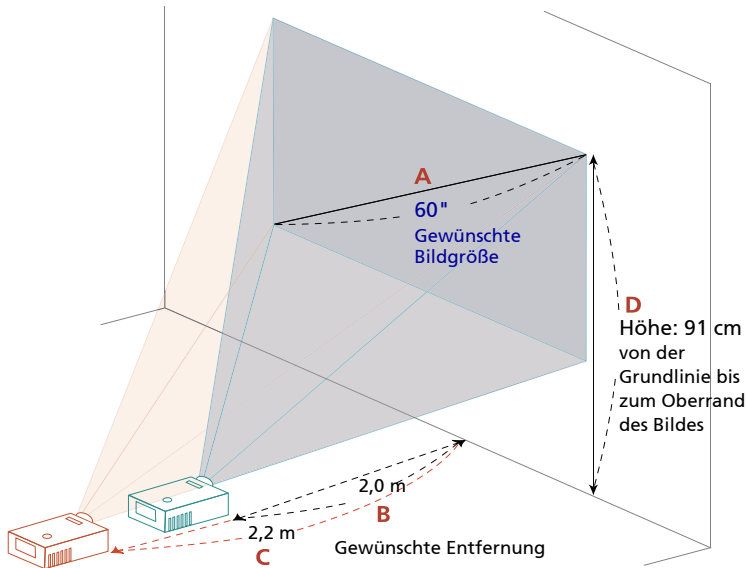 A
60"
Gewünschte
Bildgröße
D
Höhe: 91 cm
von der
Grundlinie bis
zum Oberrand
des Bildes
2,0 m
B
2,2 m
C
Gewünschte Entfernung